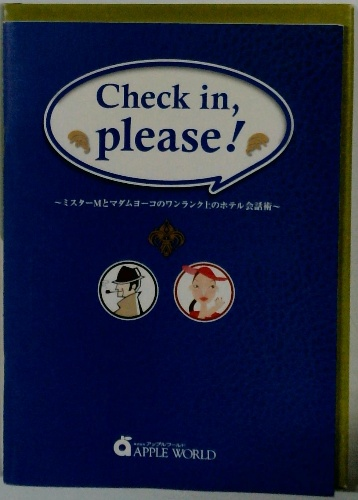 Check in,
please!
~ミスターMとマダムヨーコのワンランク上のホテル会話術~
株式会社アップルワールド
APPLE WORLD